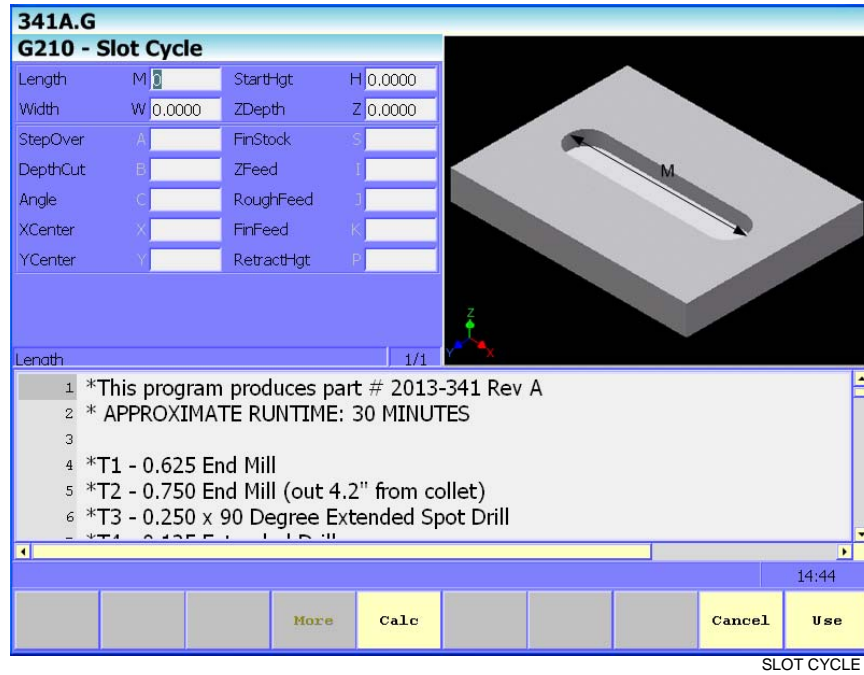 341A.G
G210 - Slot Cycle
Length M 0 StartHgt H 0.0000
Width W 0.0000 ZDepth Z 0.0000
StepOver A FinStock S
DepthCut B ZFeed I
Angle C RoughFeed J
XCenter X FinFeed K
YCenter Y RetractHgt P
M
Z
Y X
Length 1/1
1 *This program produces part # 2013-341 Rev A
2 * APPROXIMATE RUNTIME: 30 MINUTES
3
4 *T1 - 0.625 End Mill
5 *T2 - 0.750 End Mill (out 4.2" from collet)
6 *T3 - 0.250 x 90 Degree Extended Spot Drill
14:44
More Calc Cancel Use
SLOT CYCLE